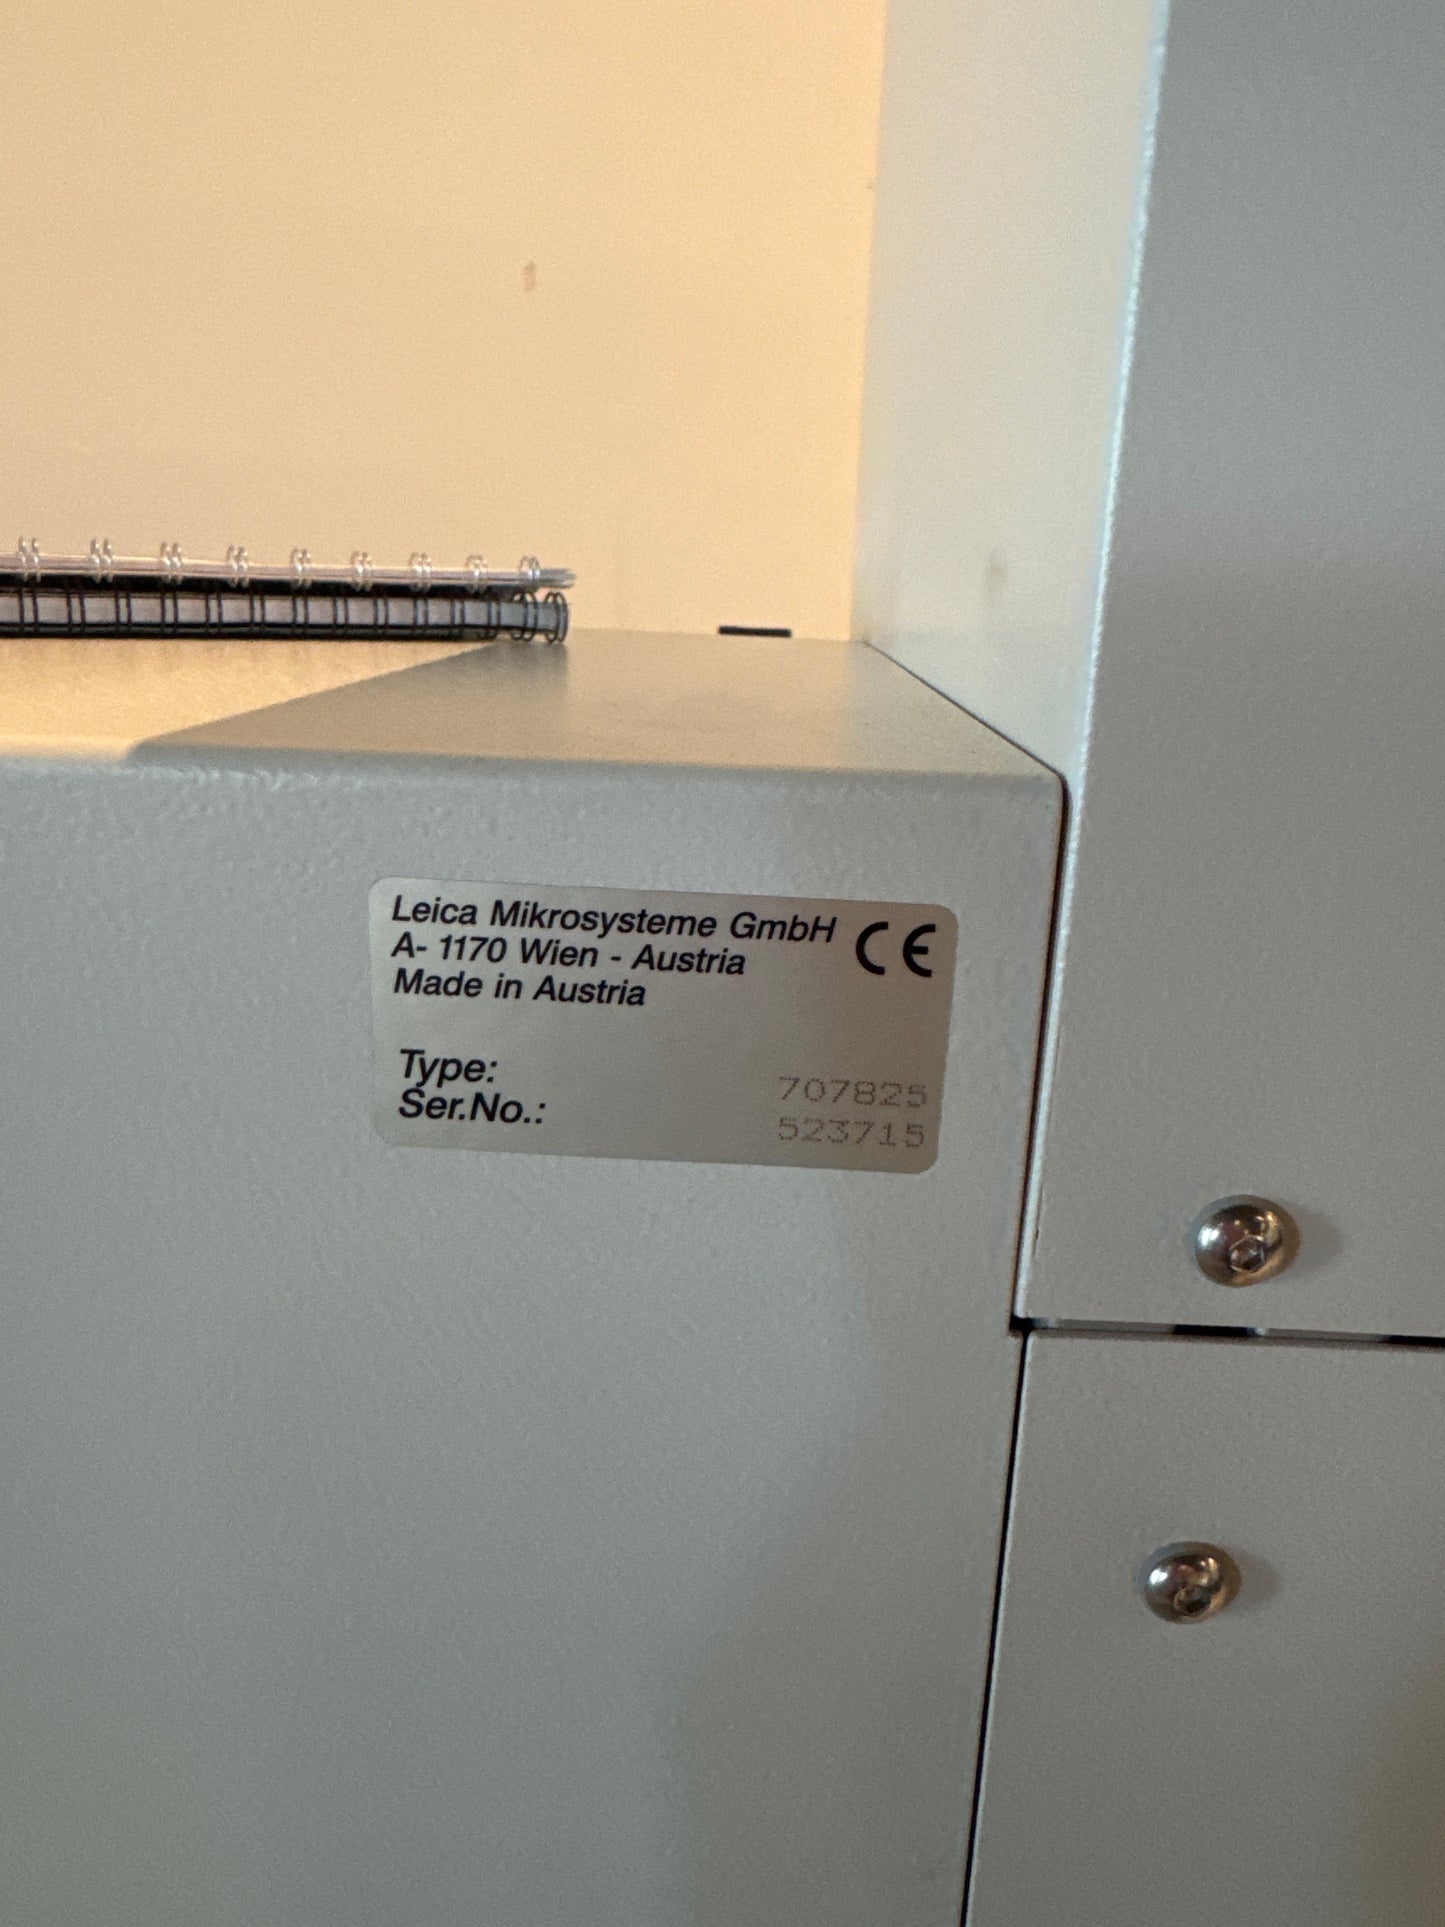 Leica Mikrosysteme GmbH CE
A- 1170 Wien - Austria
Made in Austria
Type: 707825
Ser.No.: 523715